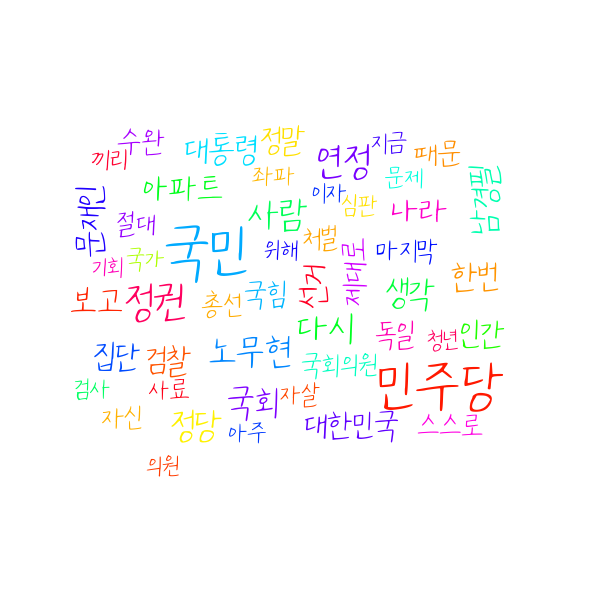 수완 대통령 정말 연정 지금 때문
끼리 좌파 문제
아파트 이자 심판 나라 남경필
문재인 절대 사람
국민 위해 처벌 마지막
기회 국가 선거 제대로 한번
보고 정권 총선 국힘 생각
다시 독일 청년 인간
집단 검찰 노무현 국회의원
검사 사료 국회 자살 민주당
자신 정당 아주 대한민국 스스로
의원